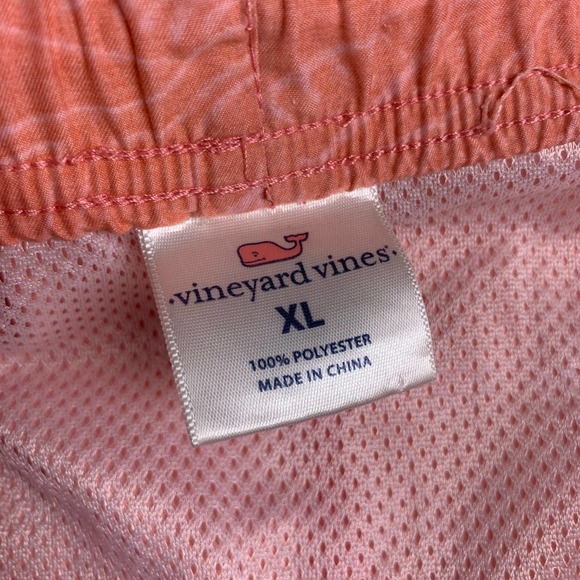 ·vineyard vines·
XL
100% POLYESTER
MADE IN CHINA